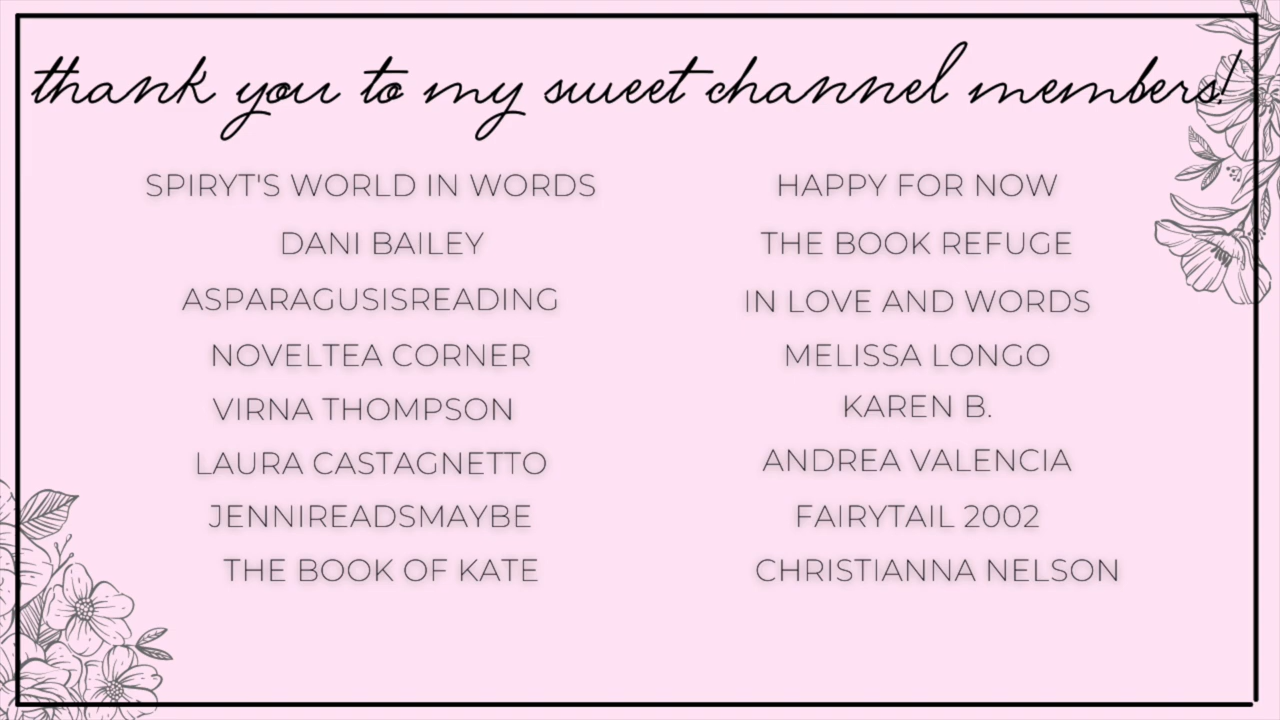 thank you to my sweet channel members!
SPIRYT'S WORLD IN WORDS
DANI BAILEY
ASPARAGUSISREADING
NOVELTEA CORNER
VIRNA THOMPSON
LAURA CASTAGNETTO
JENNIREADSMAYBE
THE BOOK OF KATE
HAPPY FOR NOW
THE BOOK REFUGE
IN LOVE AND WORDS
MELISSA LONGO
KAREN B.
ANDREA VALENCIA
FAIRYTAIL 2002
CHRISTIANNA NELSON